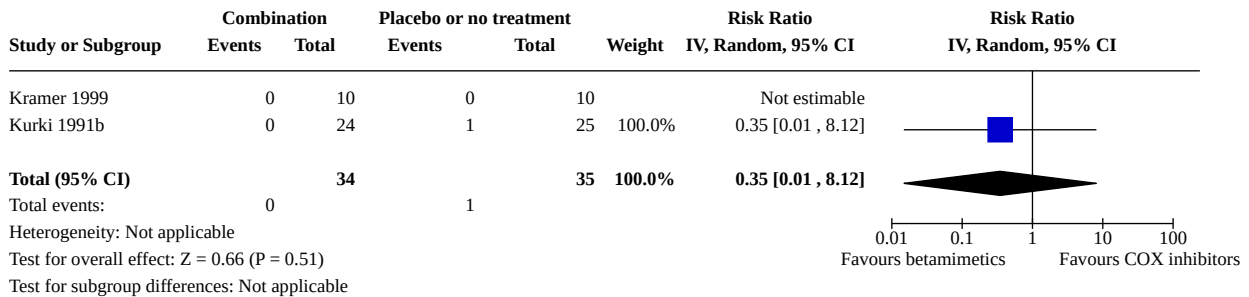 Combination Placebo or no treatment Risk Ratio Risk Ratio
Study or Subgroup Events Total Events Total Weight IV, Random, 95% CI IV, Random, 95% CI
Kramer 1999 0 10 0 10 Not estimable
Kurki 1991b 0 24 1 25 100.0% 0.35 [0.01 , 8.12]
Total (95% CI) 34 35 100.0% 0.35 [0.01 , 8.12]
Total events: 0 1
Heterogeneity: Not applicable
0.01 0.1 1 10 100
Test for overall effect: Z = 0.66 (P = 0.51)
Favours betamimetics Favours COX inhibitors
Test for subgroup differences: Not applicable